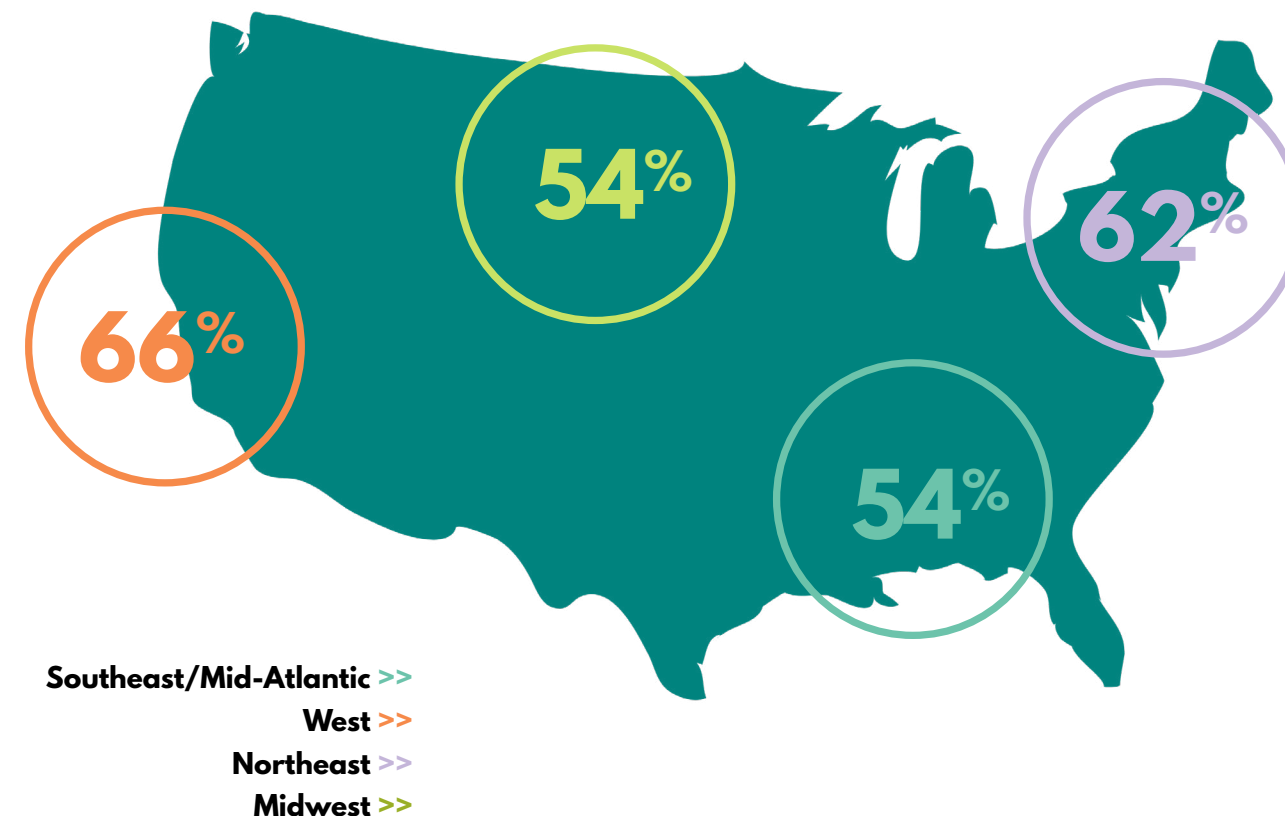 54%
62%
66%
54%
Southeast/Mid-Atlantic >>
West >>
Northeast >>
Midwest >>